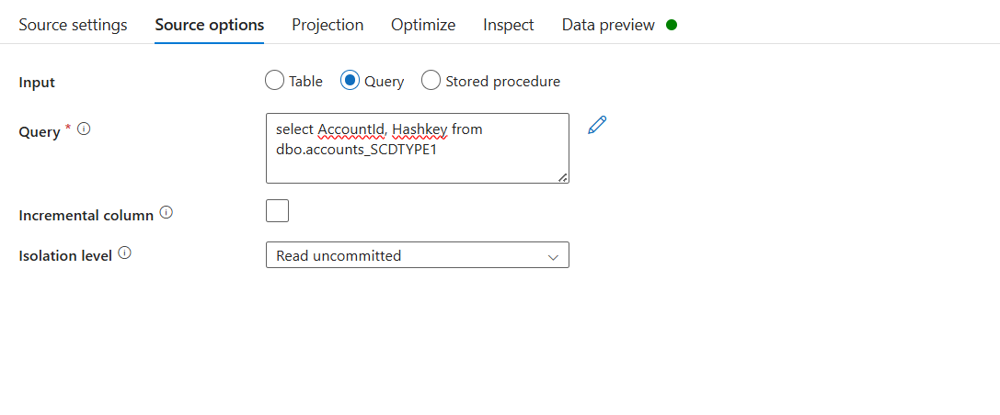 Source settings Source options Projection Optimize Inspect Data preview
Input Table Query Stored procedure
Query * select AccountId, Hashkey from
dbo.accounts_SCDTYPE1
Incremental column
Isolation level Read uncommitted